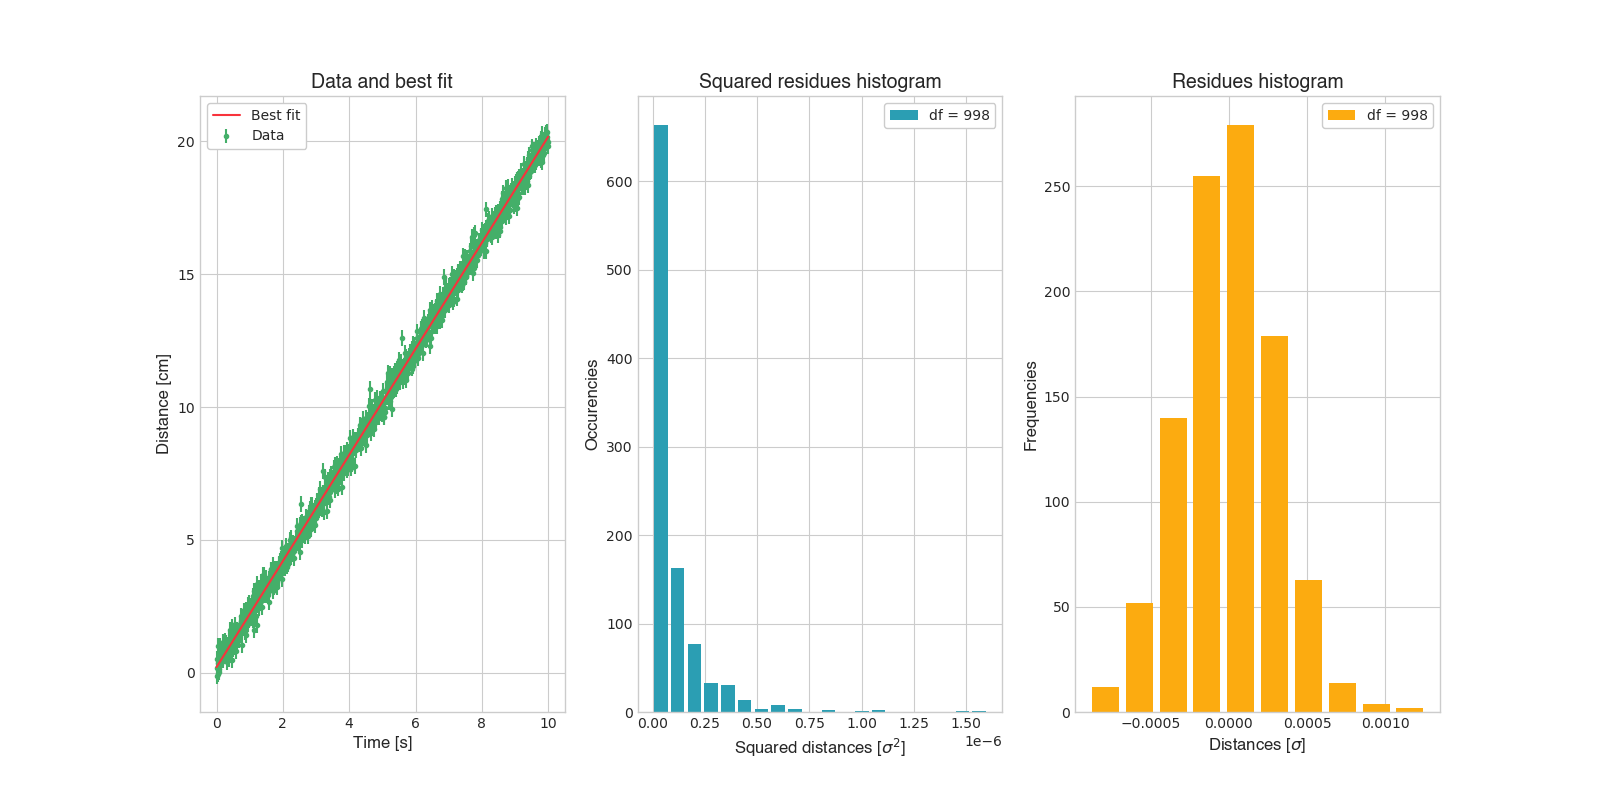 Data and best fit
Best fit
Data
20
15
10
5
0
Distance [cm]
0 2 4 6 8 10
Time [s]
Squared residues histogram
df = 998
600
500
400
300
200
100
0
Occurencies
0.00 0.25 0.50 0.75 1.00 1.25 1.50
1e−6
Squared distances [σ²]
Residues histogram
df = 998
250
200
150
100
50
0
Frequencies
−0.0005 0.0000 0.0005 0.0010
Distances [σ]